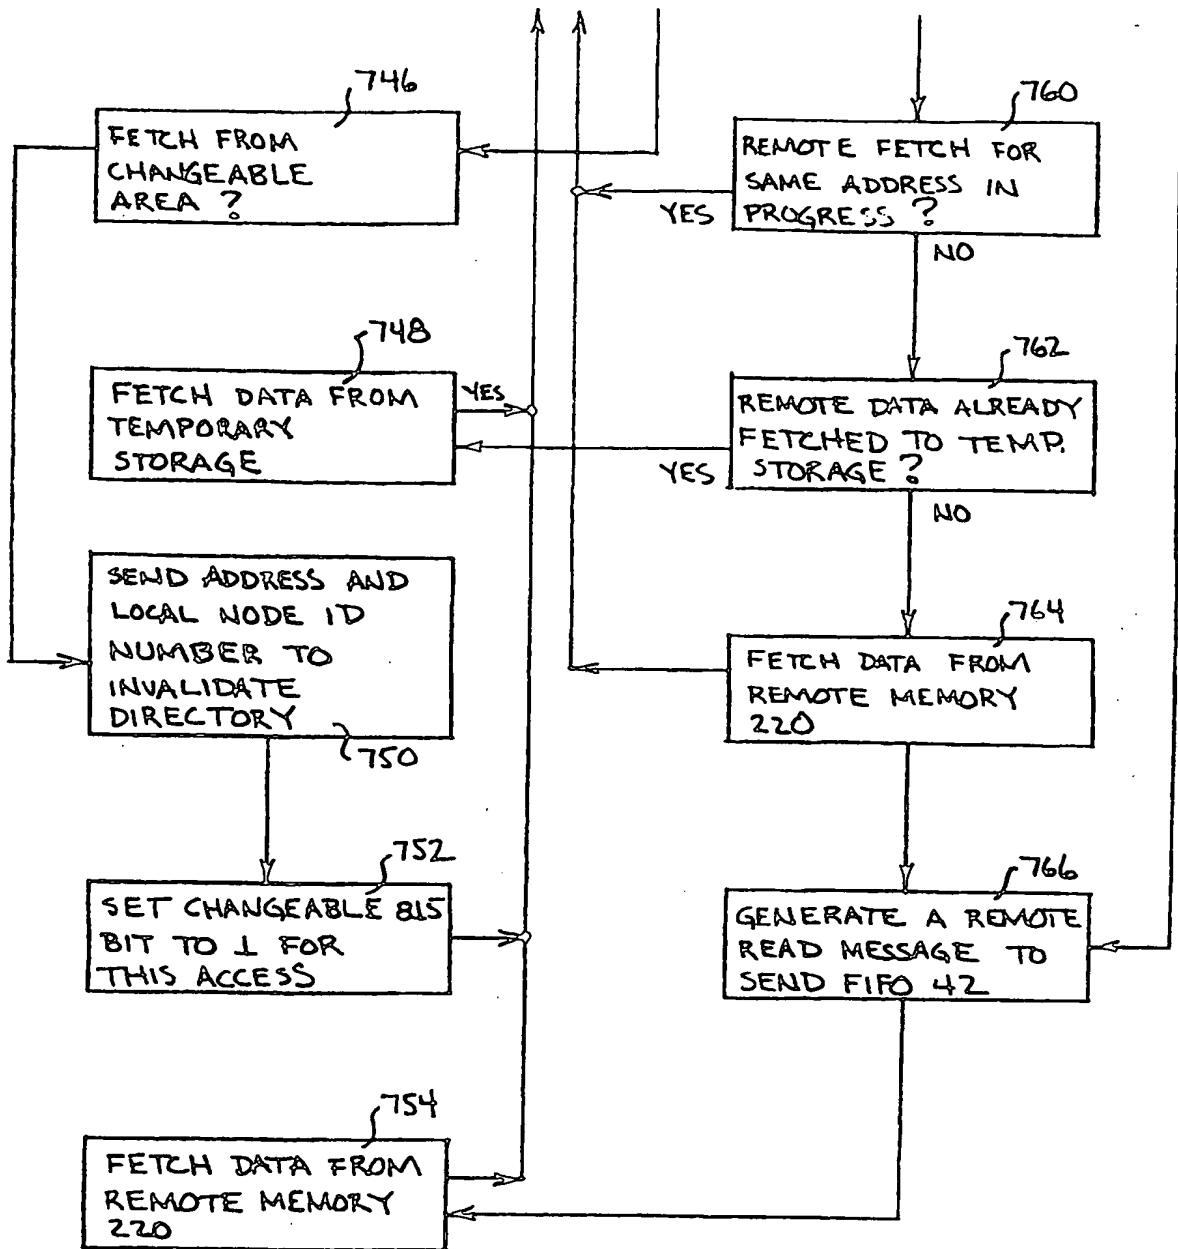 746
FETCH FROM
CHANGEABLE
AREA ?
760
REMOTE FETCH FOR
SAME ADDRESS IN
PROGRESS ?
YES
NO
748
FETCH DATA FROM
TEMPORARY
STORAGE
YES
762
REMOTE DATA ALREADY
FETCHED TO TEMP.
STORAGE ?
YES
NO
SEND ADDRESS AND
LOCAL NODE ID
NUMBER TO
INVALIDATE
DIRECTORY
750
764
FETCH DATA FROM
REMOTE MEMORY
220
752
SET CHANGEABLE 815
BIT TO 1 FOR
THIS ACCESS
766
GENERATE A REMOTE
READ MESSAGE TO
SEND FIFO 42
754
FETCH DATA FROM
REMOTE MEMORY
220